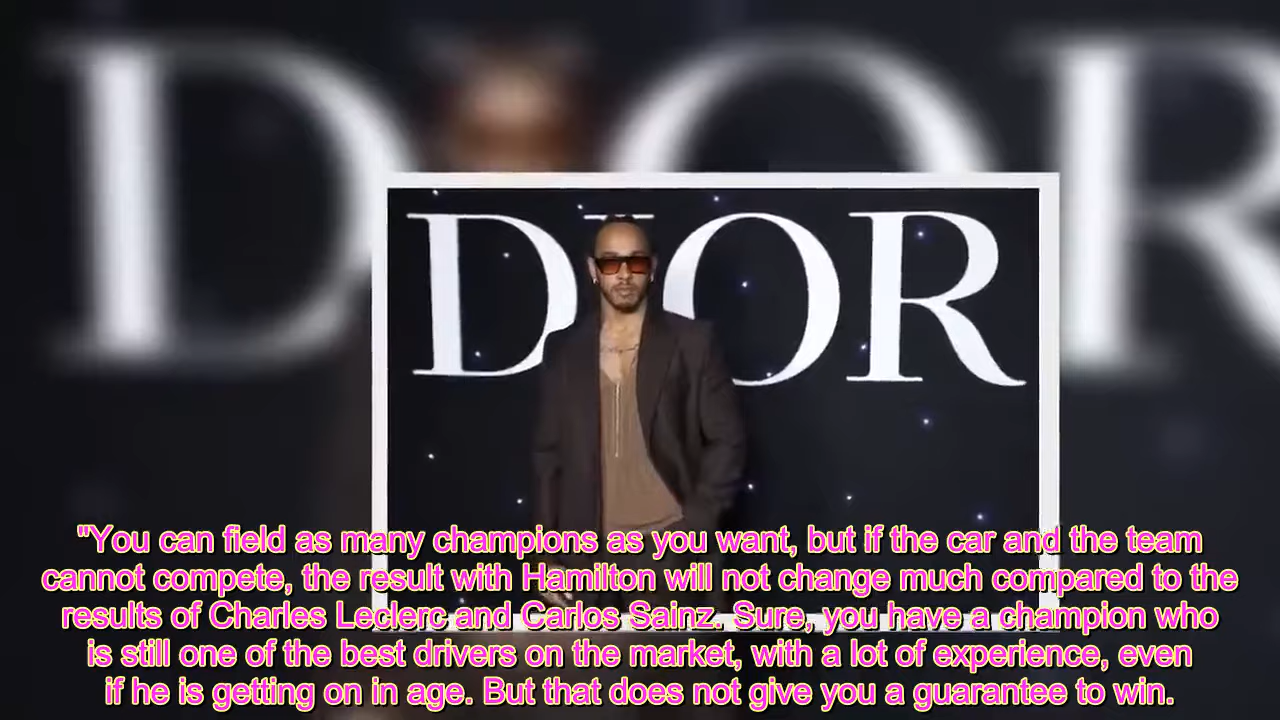 DIOR
DIOR
"You can field as many champions as you want, but if the car and the team
cannot compete, the result with Hamilton will not change much compared to the
results of Charles Leclerc and Carlos Sainz. Sure, you have a champion who
is still one of the best drivers on the market, with a lot of experience, even
if he is getting on in age. But that does not give you a guarantee to win.